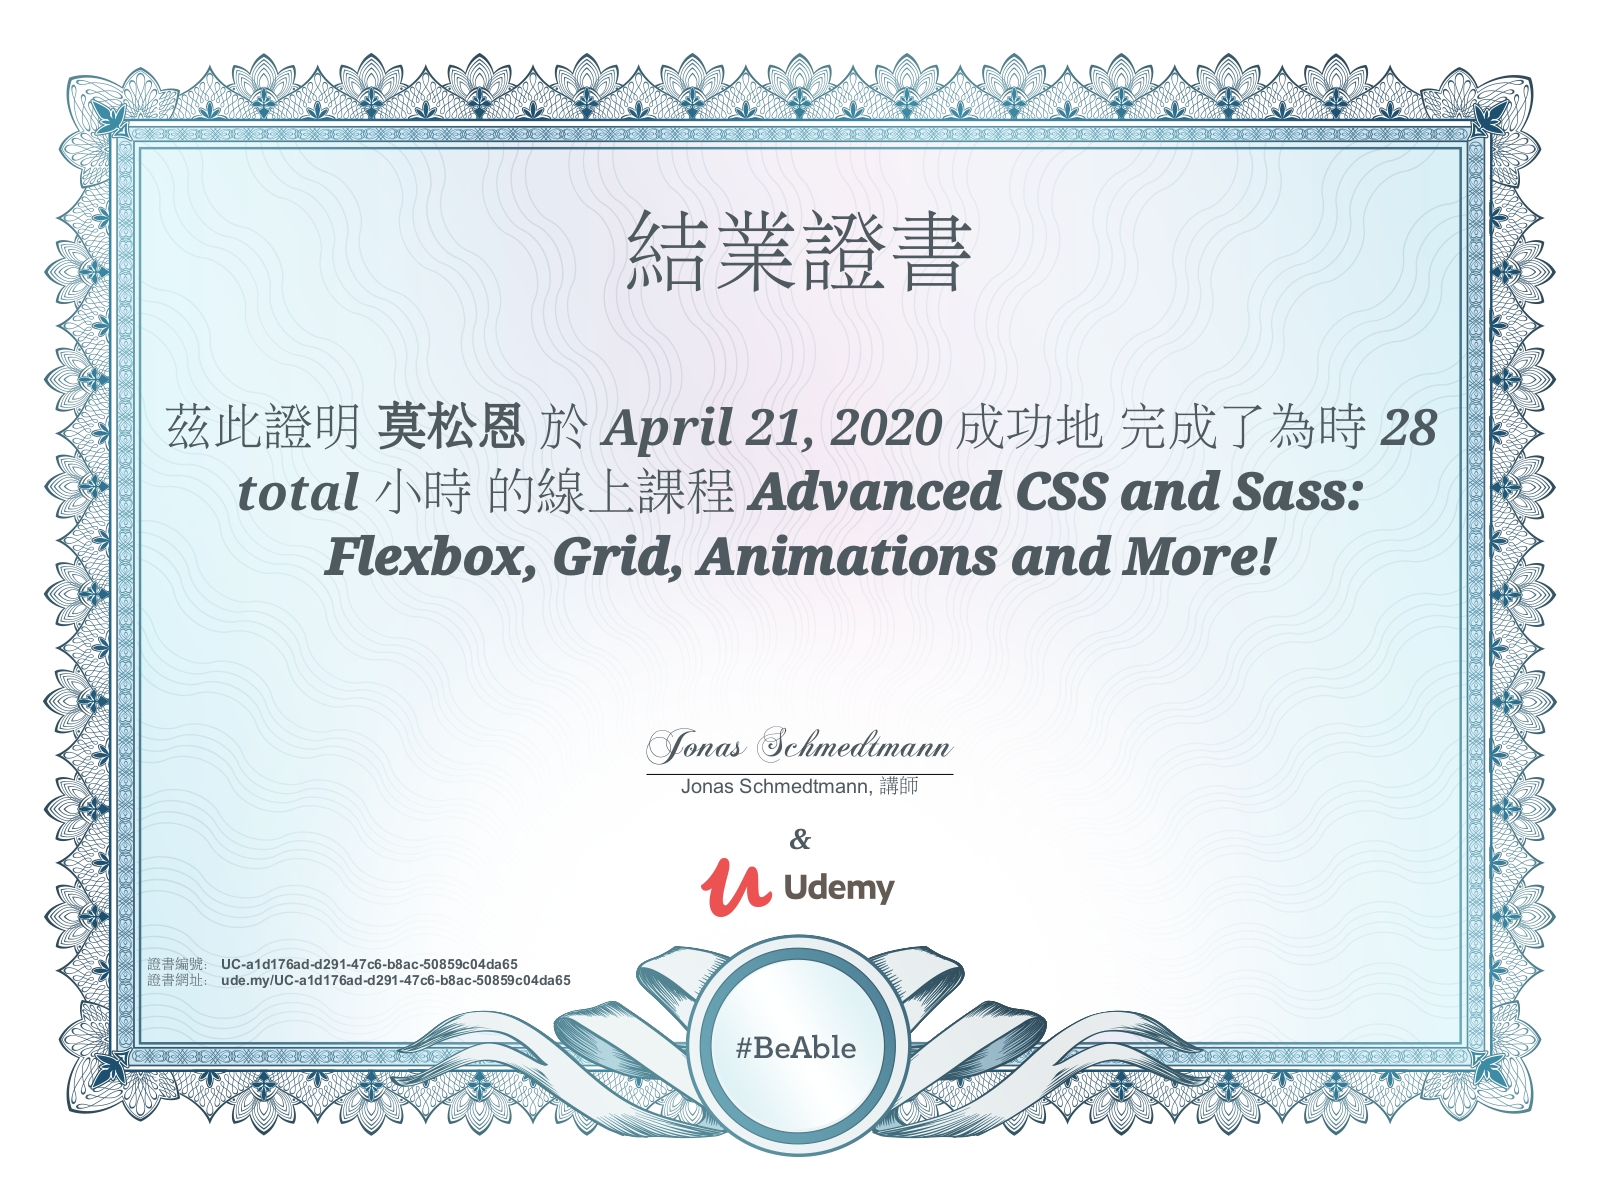 結業證書
茲此證明 莫松恩 於 April 21, 2020 成功地 完成了為時 28
total 小時 的線上課程 Advanced CSS and Sass:
Flexbox, Grid, Animations and More!
Jonas Schmedtmann
Jonas Schmedtmann, 講師
&
Udemy
證書編號: UC-a1d176ad-d291-47c6-b8ac-50859c04da65
證書網址: ude.my/UC-a1d176ad-d291-47c6-b8ac-50859c04da65
#BeAble